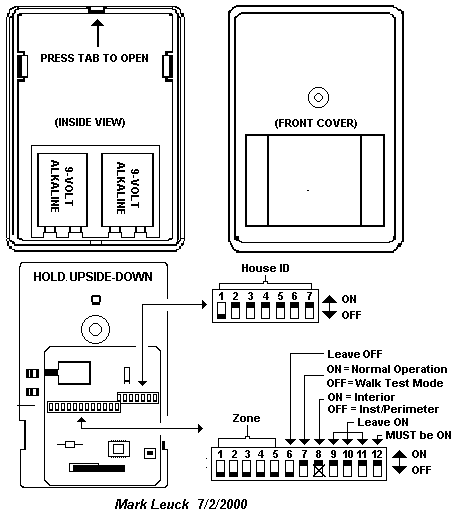 PRESS TAB TO OPEN
(INSIDE VIEW)
9-VOLT
ALKALINE
9-VOLT
ALKALINE
(FRONT COVER)
HOLD.UPSIDE-DOWN
House ID
1 2 3 4 5 6 7
ON
OFF
Leave OFF
ON = Normal Operation
OFF= Walk Test Mode
ON = Interior
OFF = Inst/Perimeter
Leave ON
MUST be ON
Zone
1 2 3 4 5 6 7 8 9 10 11 12
ON
OFF
Mark Leuck 7/2/2000